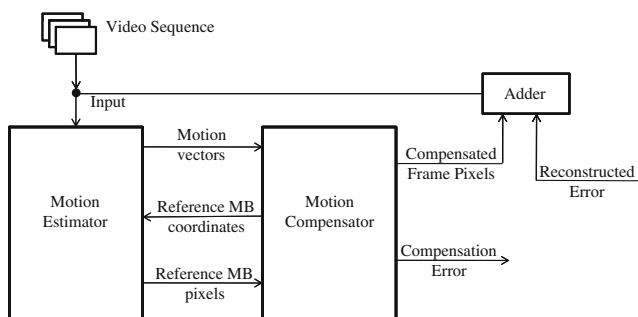 Video Sequence
Input
Adder
Motion
vectors
Compensated
Frame Pixels
Reconstructed
Error
Motion
Estimator
Reference MB
coordinates
Motion
Compensator
Compensation
Error
Reference MB
pixels